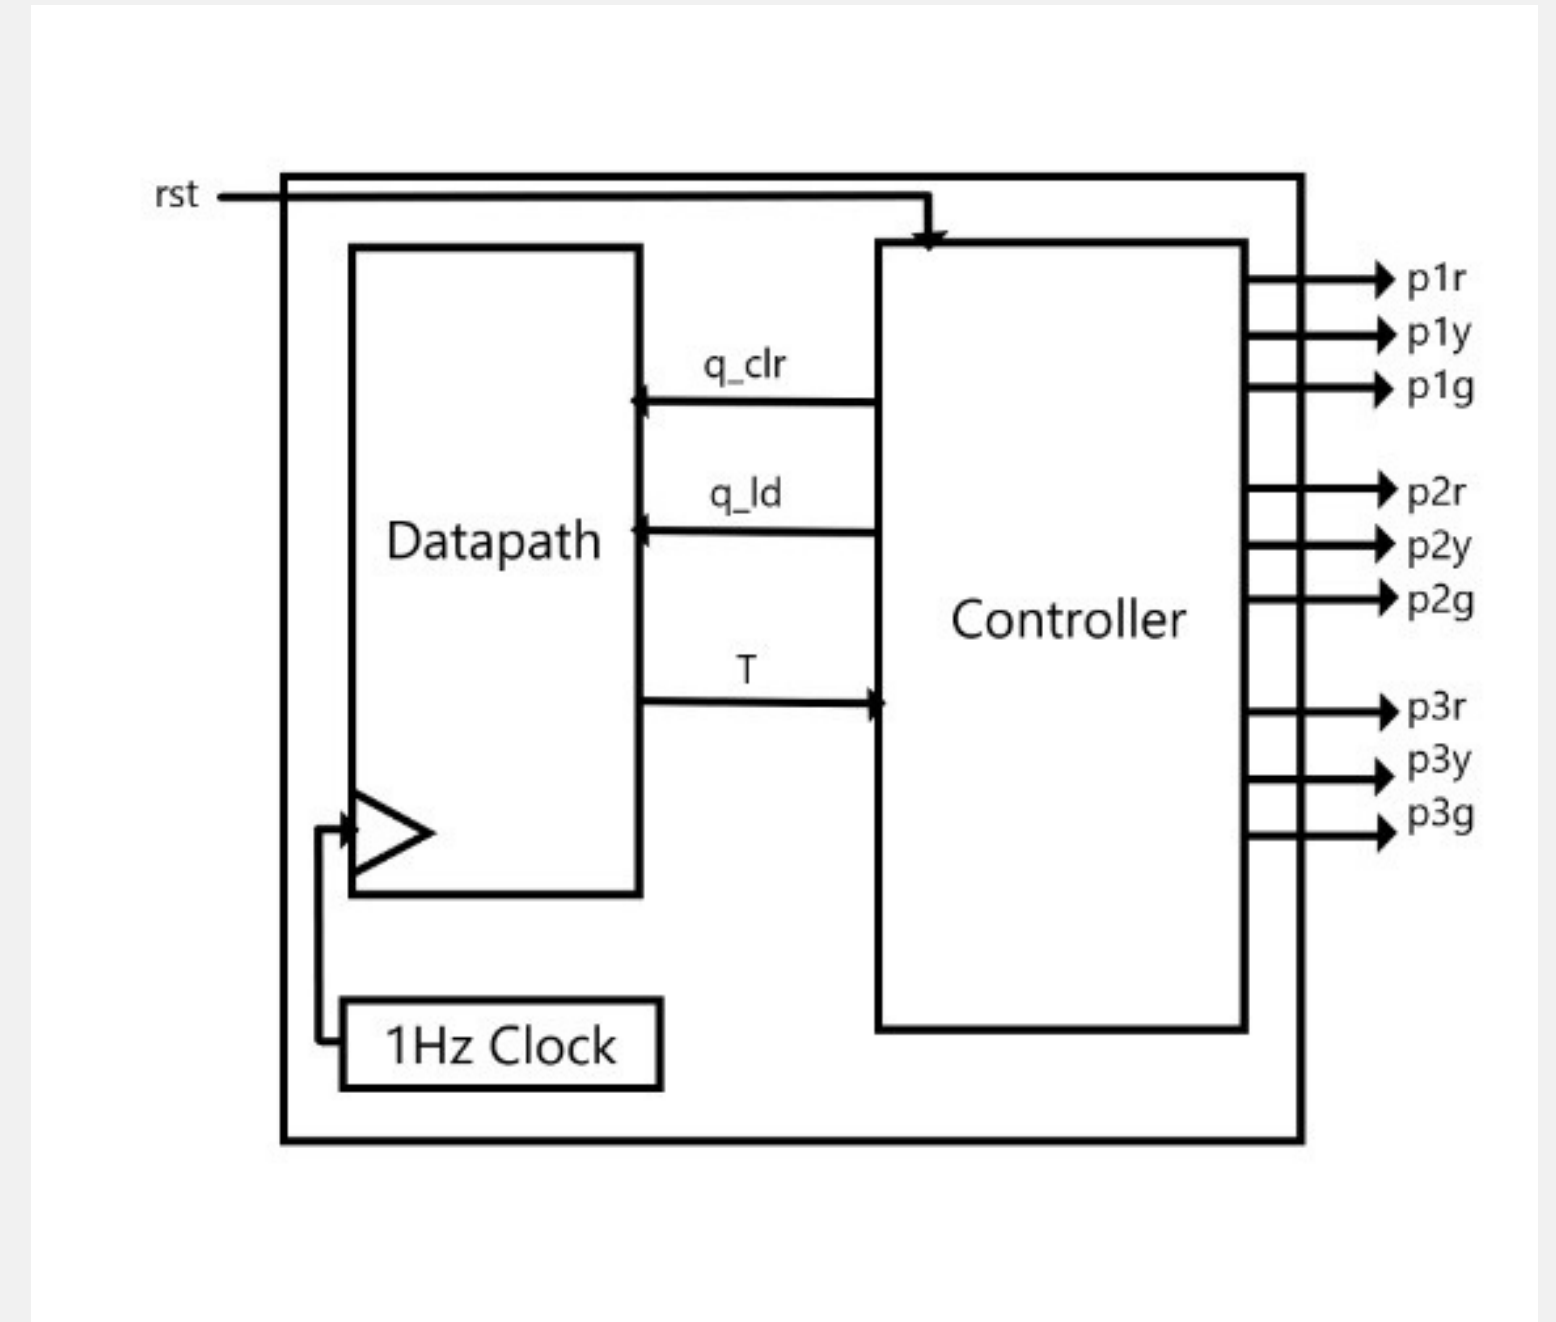 rst
p1r
p1y
p1g
q_clr
p2r
q_ld
p2y
Datapath
p2g
Controller
T
p3r
p3y
p3g
1Hz Clock